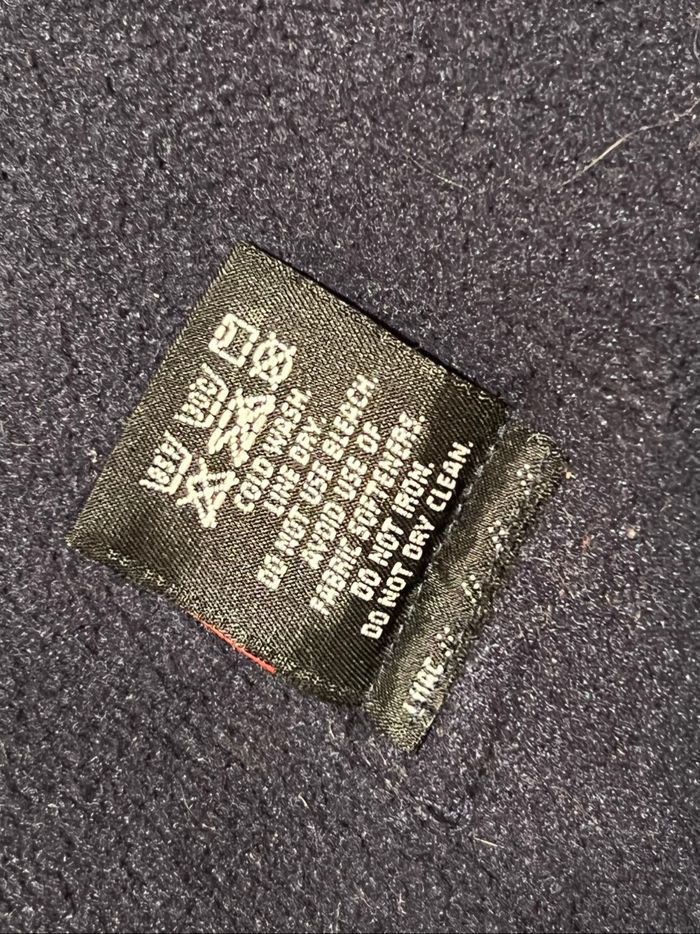 COLD WASH
LINE DRY
DO NOT USE BLEACH.
AVOID USE OF
FABRIC SOFTENERS
DO NOT IRON.
DO NOT DRY CLEAN.